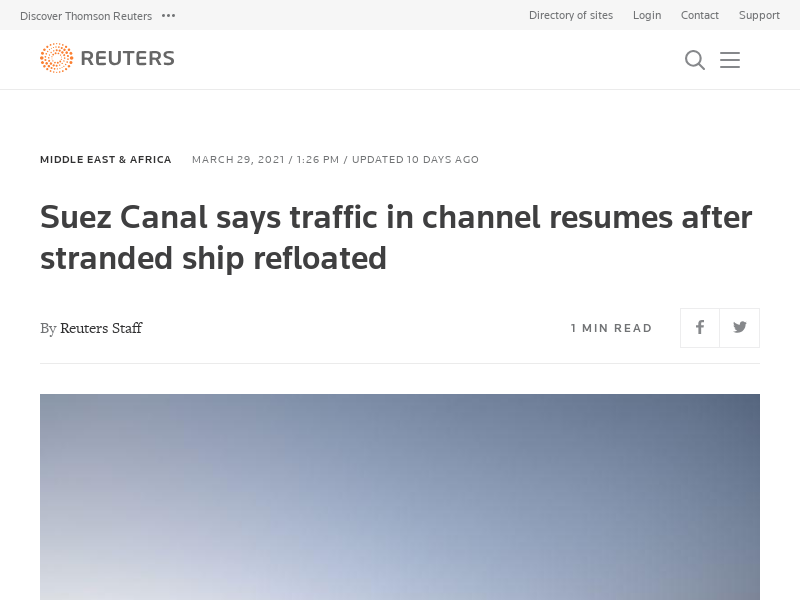 Discover Thomson Reuters
Directory of sites Login Contact Support
REUTERS
MIDDLE EAST & AFRICA MARCH 29, 2021 / 1:26 PM / UPDATED 10 DAYS AGO
Suez Canal says traffic in channel resumes after
stranded ship refloated
By Reuters Staff
1 MIN READ